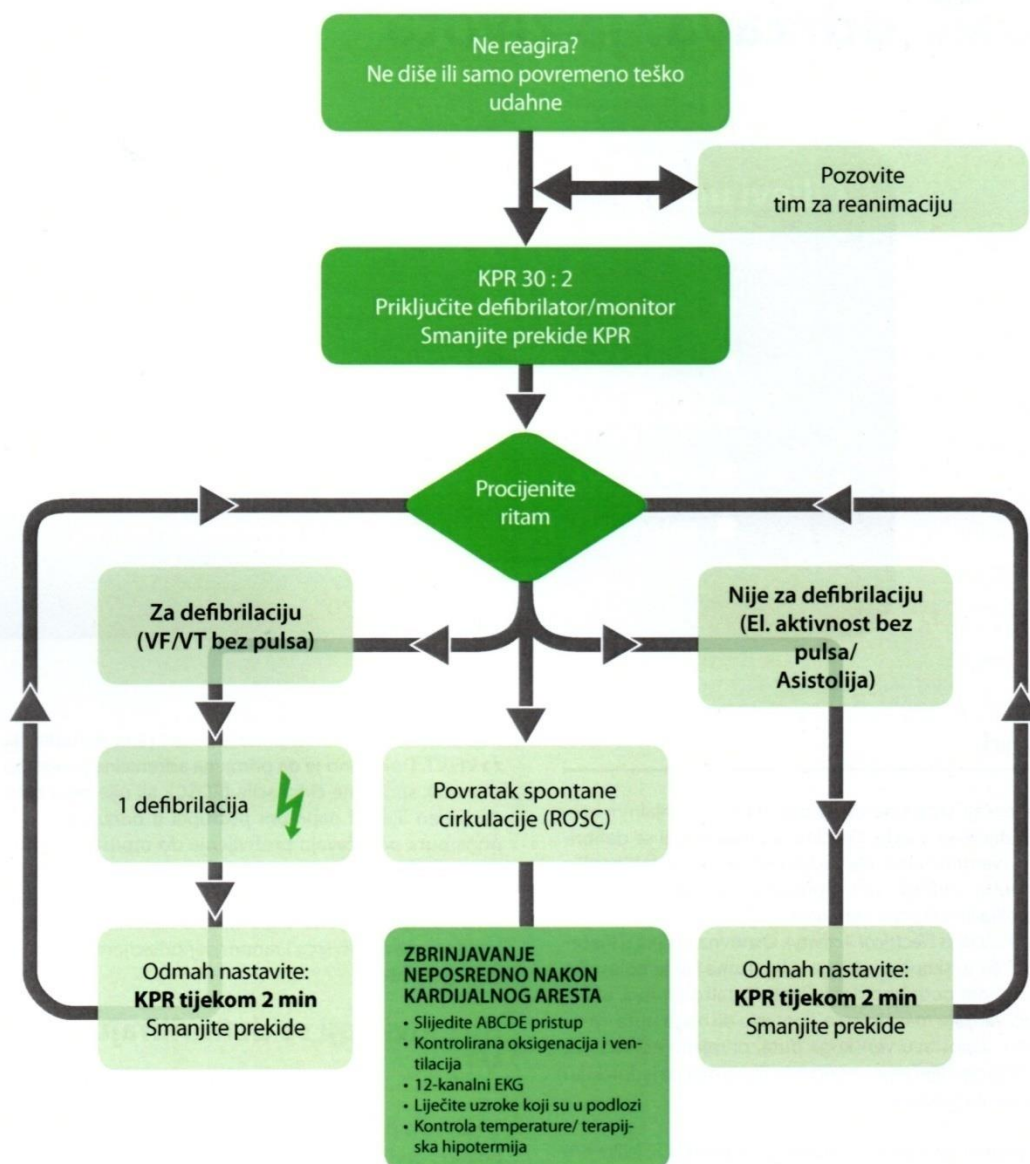 Ne reagira?
Ne diše ili samo povremeno teško
udahne
Pozovite
tim za reanimaciju
KPR 30 : 2
Priključite defibrilator/monitor
Smanjite prekide KPR
Procijenite
ritam
Za defibrilaciju
(VF/VT bez pulsa)
Nije za defibrilaciju
(El. aktivnost bez
pulsa/
Asistolija)
1 defibrilacija
Povratak spontane
cirkulacije (ROSC)
Odmah nastavite:
KPR tijekom 2 min
Smanjite prekide
ZBRINJAVANJE
NEPOSREDNO NAKON
KARDIJALNOG ARESTA
• Slijedite ABCDE pristup
• Kontrolirana oksigenacija i ven-
tilacija
• 12-kanalni EKG
• Liječite uzroke koji su u podlozi
• Kontrola temperature/ terapij-
ska hipotermija
Odmah nastavite:
KPR tijekom 2 min
Smanjite prekide